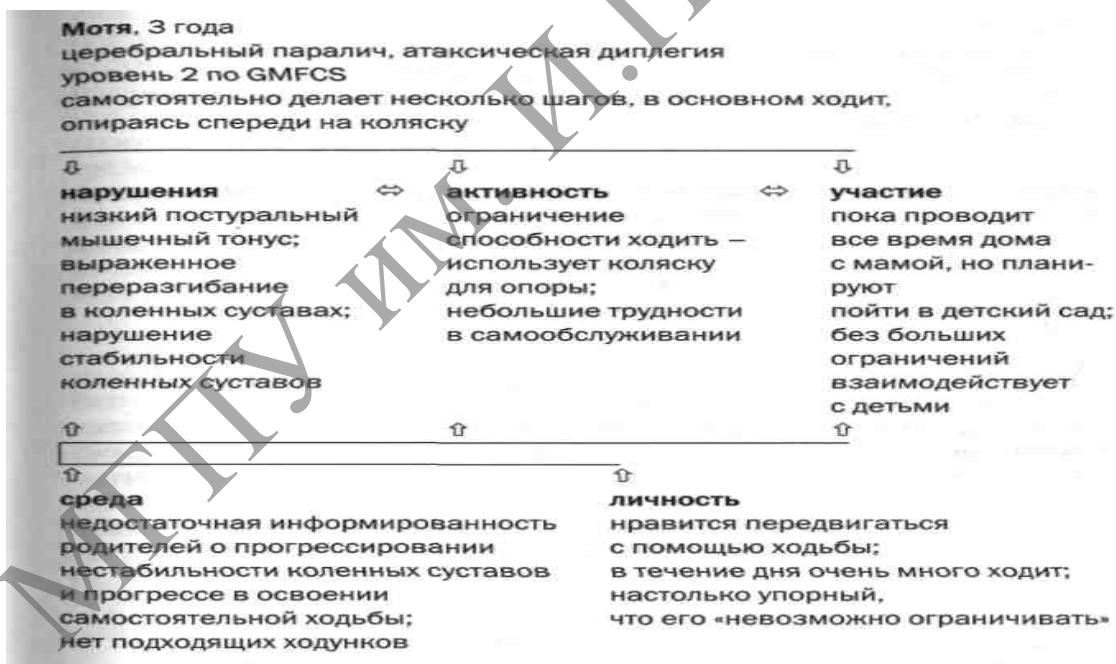 Мотя, 3 года
церебральный паралич, атаксическая диплегия
уровень 2 по GMFCS
самостоятельно делает несколько шагов, в основном ходит,
опираясь спереди на коляску
нарушения ⇔ активность ⇔ участие
низкий постуральный
мышечный тонус;
выраженное
переразгибание
в коленных суставах;
нарушение
стабильности
коленных суставов
ограничение
способности ходить –
использует коляску
для опоры;
небольшие трудности
в самообслуживании
пока проводит
все время дома
с мамой, но плани-
руют
пойти в детский сад;
без больших
ограничений
взаимодействует
с детьми
среда
недостаточная информированность
родителей о прогрессировании
нестабильности коленных суставов
и прогрессе в освоении
самостоятельной ходьбы;
нет подходящих ходунков
личность
нравится передвигаться
с помощью ходьбы;
в течение дня очень много ходит;
настолько упорный,
что его «невозможно ограничивать»
МГПУ им. И.